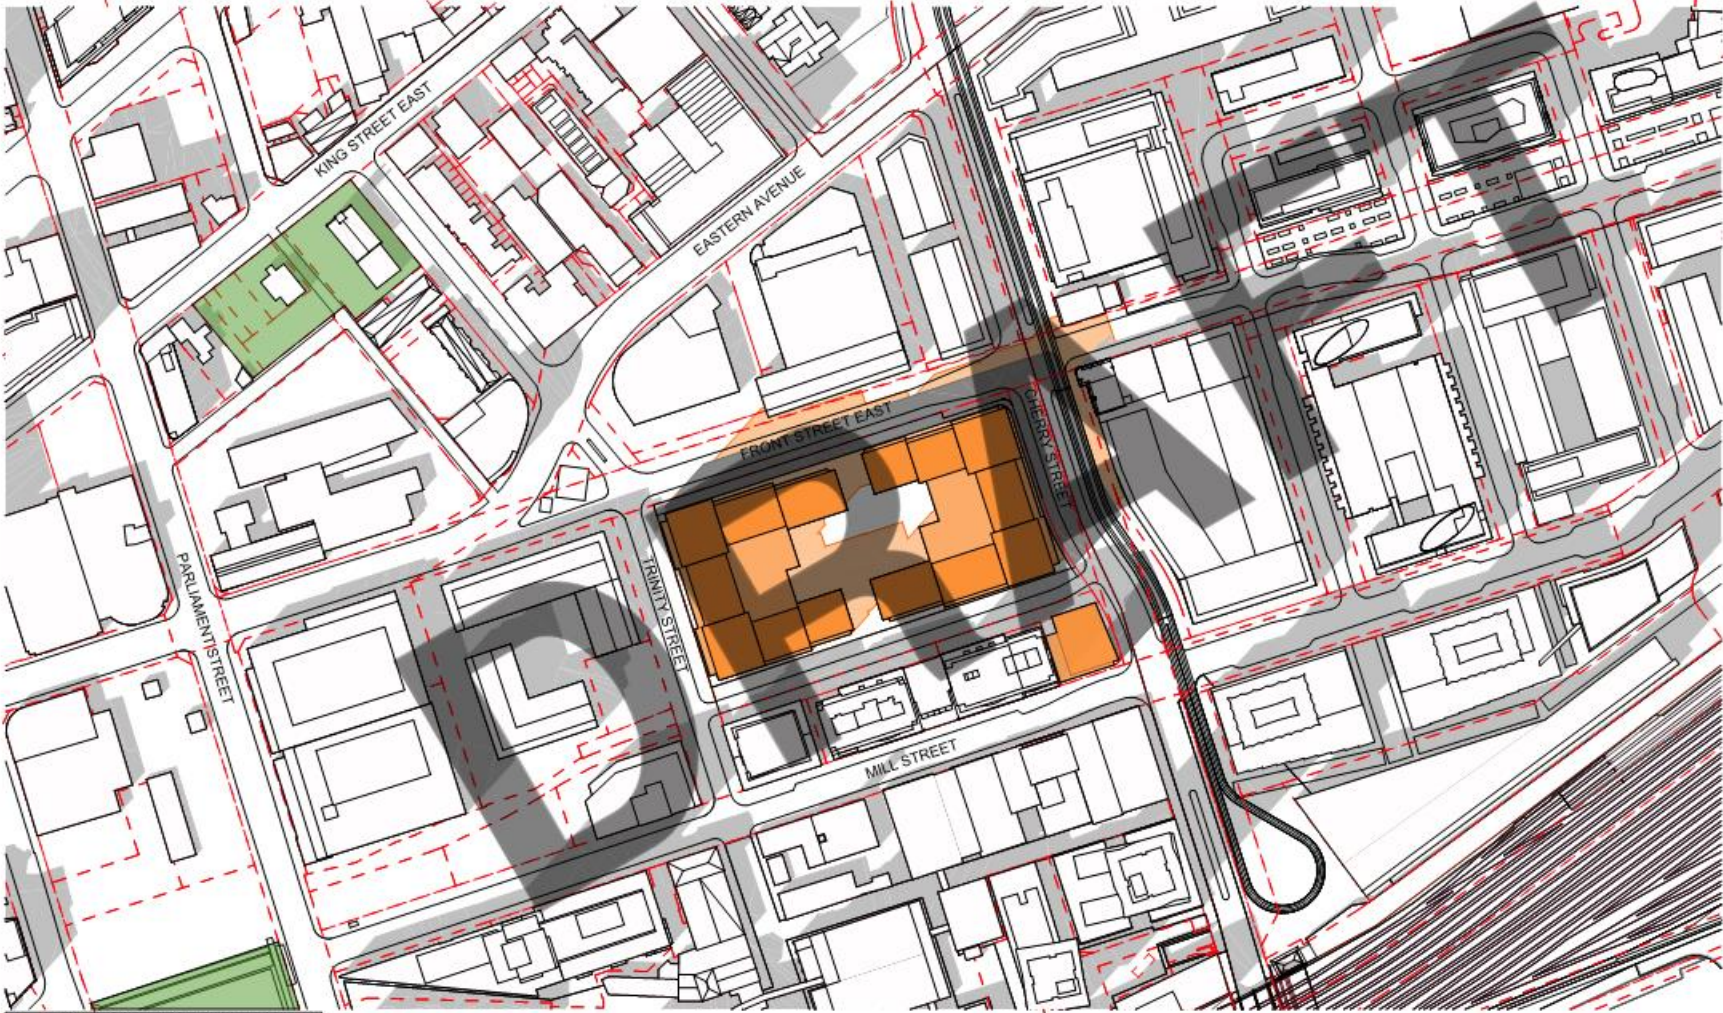 KING STREET EAST
EASTERN AVENUE
FRONT STREET EAST
CHERRY STREET
TRINITY STREET
PARLIAMENT STREET
MILL STREET
DRAFT